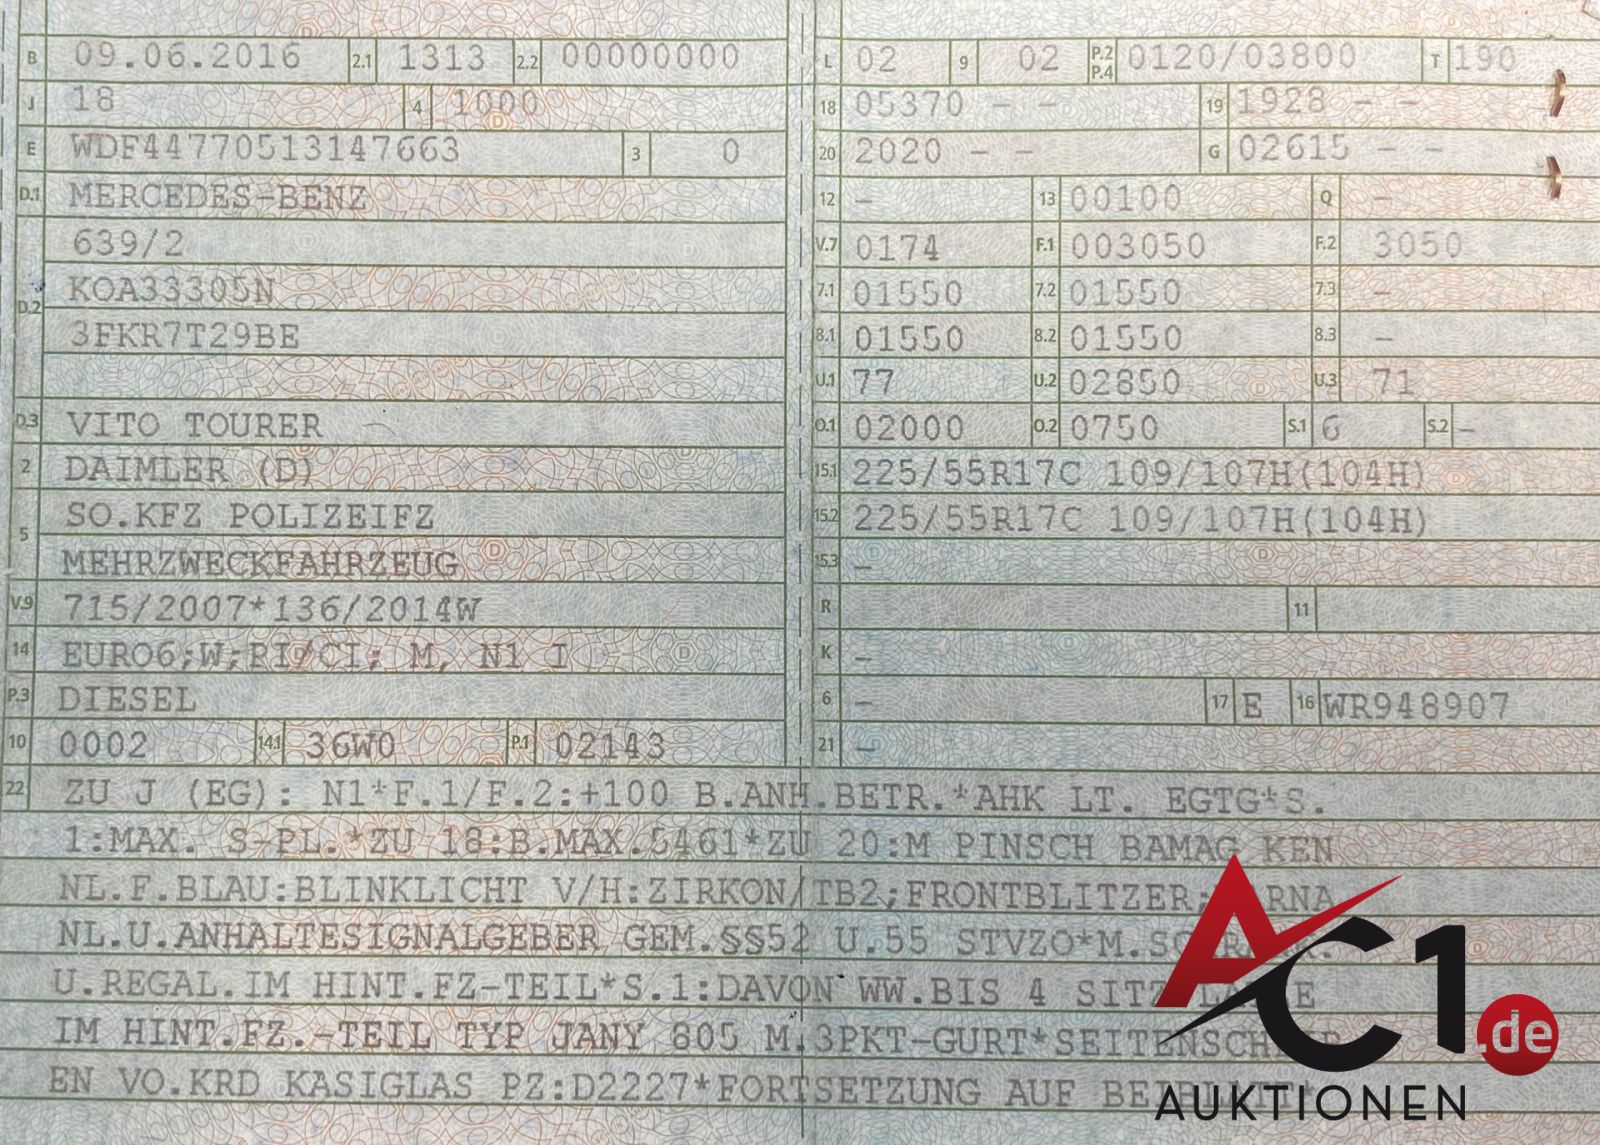 B 09.06.2016 2.1 1313 2.2 00000000
J 18 4 1000
E WDF44770513147663 3 0
D.1 MERCEDES-BENZ
639/2
D.2 KOA33305N
3FKR7T29BE
D.3 VITO TOURER
2 DAIMLER (D)
5 SO.KFZ POLIZEIFZ
MEHRZWECKFAHRZEUG
V.9 715/2007*136/2014W
14 EURO6;W;PI/CI; M, N1 I
P.3 DIESEL
10 0002 14.1 36W0 P.1 02143
L 02 9 02 P.2 P.4 0120/03800 T 190
18 05370 - - 19 1928 - -
20 2020 - - G 02615 - -
12 - 13 00100 Q -
V.7 0174 F.1 003050 F.2 3050
7.1 01550 7.2 01550 7.3 -
8.1 01550 8.2 01550 8.3 -
U.1 77 U.2 02850 U.3 71
O.1 02000 O.2 0750 S.1 6 S.2 -
15.1 225/55R17C 109/107H(104H)
15.2 225/55R17C 109/107H(104H)
15.3 -
R 11
K -
6 - 17 E 16 WR948907
21 -
22 ZU J (EG): N1*F.1/F.2:+100 B.ANH.BETR.*AHK LT. EGTG*S.
1:MAX. S-PL.*ZU 18:B.MAX.5461*ZU 20:M PINSCH BAMAG KEN
NL.F.BLAU:BLINKLICHT V/H:ZIRKON/TB2;FRONTBLITZER;
NL.U.ANHALTESIGNALGEBER GEM.§§52 U.55 STVZO*M.
U.REGAL.IM HINT.FZ-TEIL*S.1:DAVON WW.BIS 4
IM HINT.FZ.-TEIL TYP JANY 805 M.3PKT-GURT*
EN VO.KRD KASIGLAS PZ:D2227*FORTSETZUNG AUF
AC1.de
AUKTIONEN